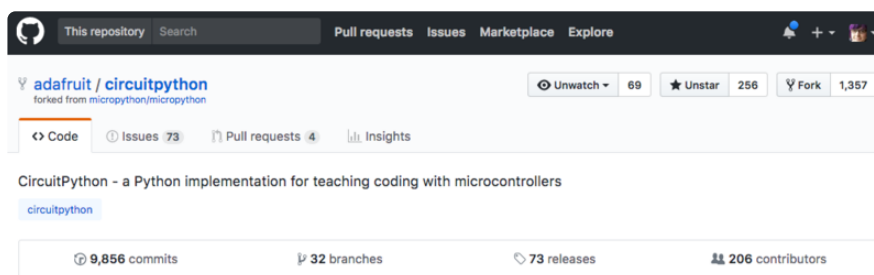 This repository Search Pull requests Issues Marketplace Explore
adafruit / circuitpython Unwatch 69 Unstar 256 Fork 1,357
forked from micropython/micropython
Code Issues 73 Pull requests 4 Insights
CircuitPython - a Python implementation for teaching coding with microcontrollers
circuitpython
9,856 commits 32 branches 73 releases 206 contributors